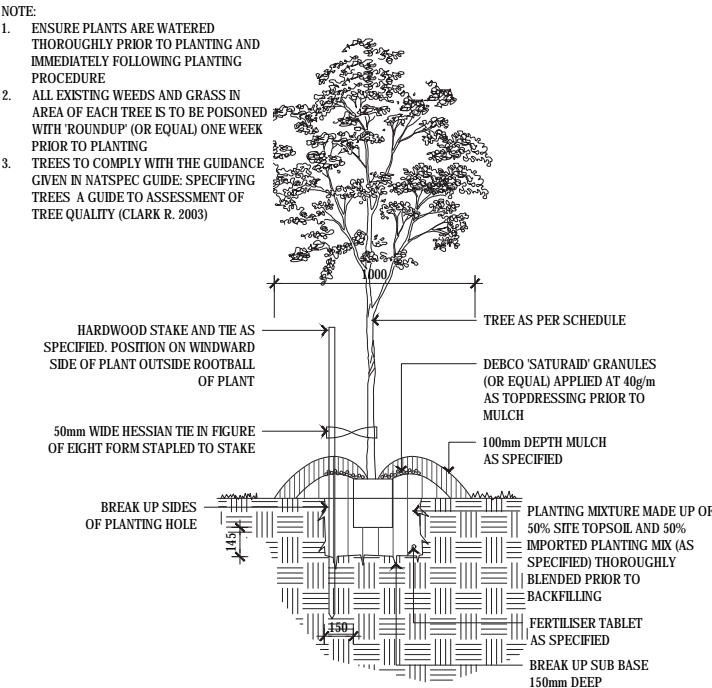 NOTE:
1. ENSURE PLANTS ARE WATERED
THOROUGHLY PRIOR TO PLANTING AND
IMMEDIATELY FOLLOWING PLANTING
PROCEDURE
2. ALL EXISTING WEEDS AND GRASS IN
AREA OF EACH TREE IS TO BE POISONED
WITH 'ROUNDUP' (OR EQUAL) ONE WEEK
PRIOR TO PLANTING
3. TREES TO COMPLY WITH THE GUIDANCE
GIVEN IN NATSPEC GUIDE: SPECIFYING
TREES A GUIDE TO ASSESSMENT OF
TREE QUALITY (CLARK R. 2003)
1000
HARDWOOD STAKE AND TIE AS
SPECIFIED. POSITION ON WINDWARD
SIDE OF PLANT OUTSIDE ROOTBALL
OF PLANT
50mm WIDE HESSIAN TIE IN FIGURE
OF EIGHT FORM STAPLED TO STAKE
BREAK UP SIDES
OF PLANTING HOLE
145
150
TREE AS PER SCHEDULE
DEBCO 'SATURAID' GRANULES
(OR EQUAL) APPLIED AT 40g/m
AS TOPDRESSING PRIOR TO
MULCH
100mm DEPTH MULCH
AS SPECIFIED
PLANTING MIXTURE MADE UP OF
50% SITE TOPSOIL AND 50%
IMPORTED PLANTING MIX (AS
SPECIFIED) THOROUGHLY
BLENDED PRIOR TO
BACKFILLING
FERTILISER TABLET
AS SPECIFIED
BREAK UP SUB BASE
150mm DEEP